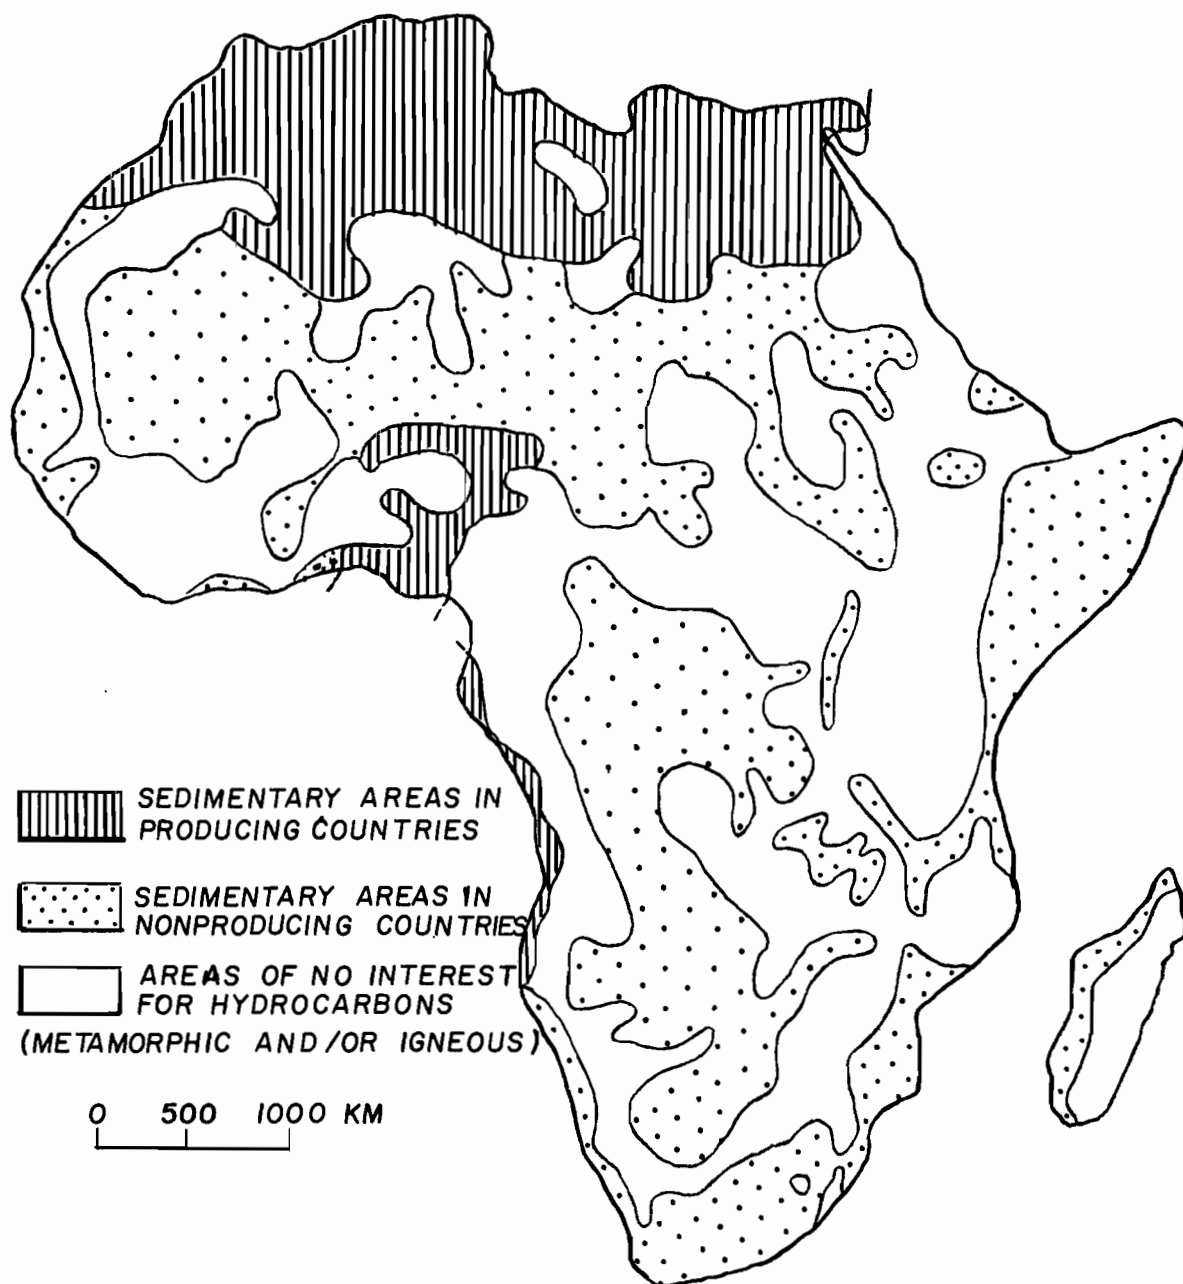 SEDIMENTARY AREAS IN
PRODUCING COUNTRIES
SEDIMENTARY AREAS IN
NONPRODUCING COUNTRIES
AREAS OF NO INTEREST
FOR HYDROCARBONS
(METAMORPHIC AND/OR IGNEOUS)
0 500 1000 KM